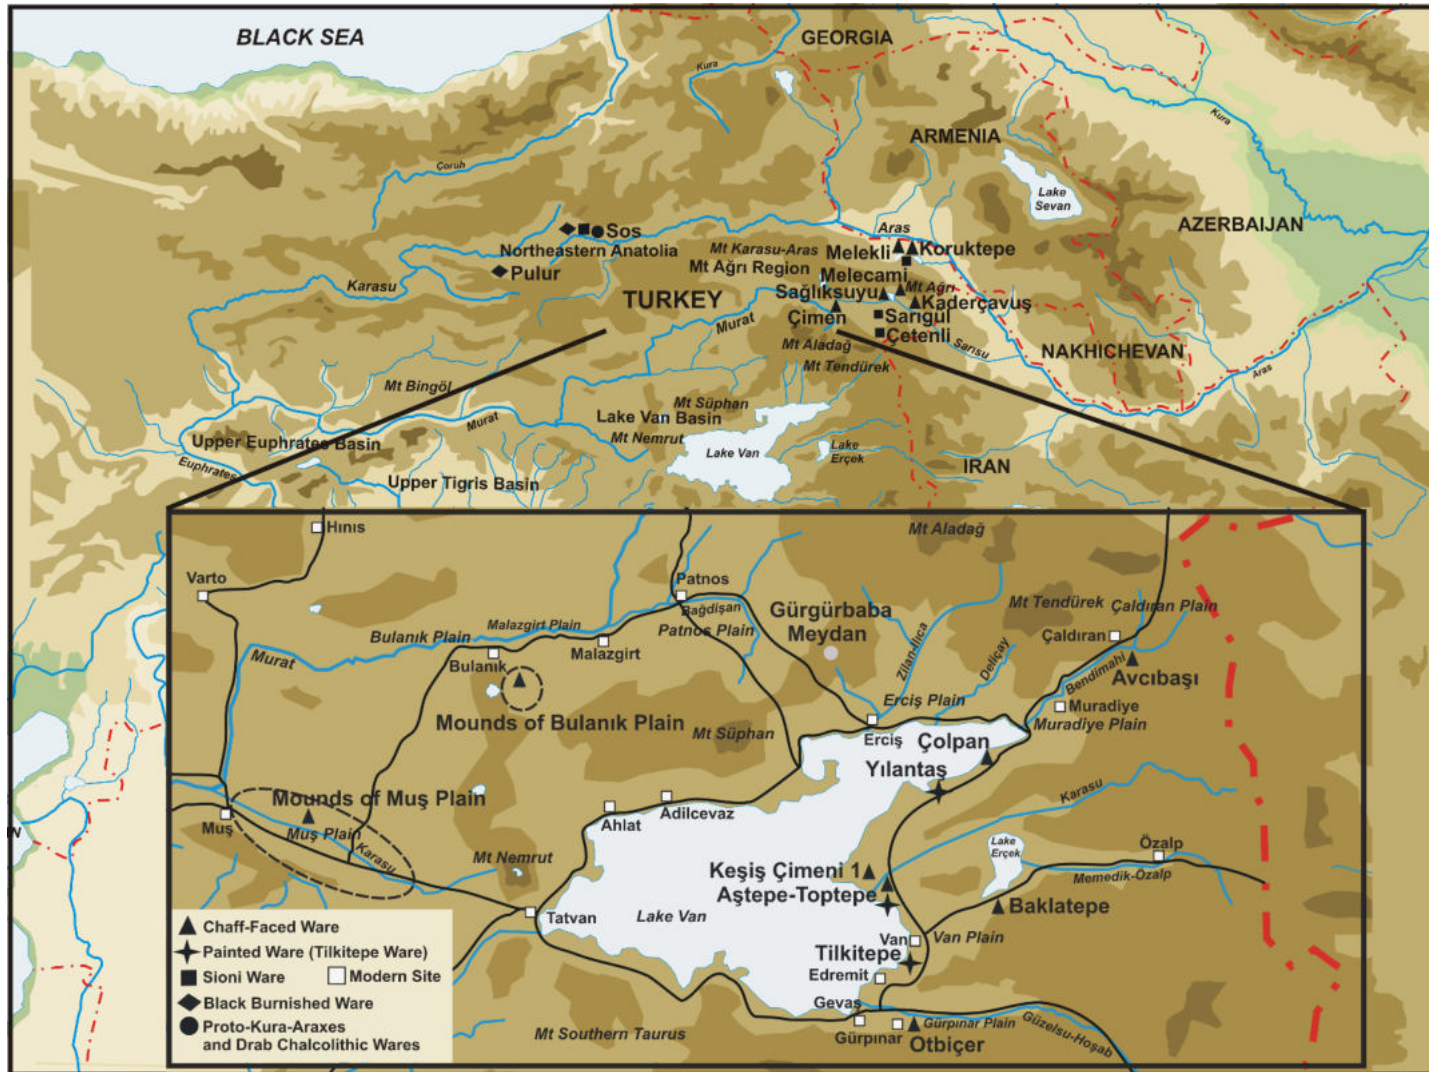 BLACK SEA
GEORGIA
Kura
Kura
ARMENIA
Çoruh
Lake
Sevan
AZERBAIJAN
Sos
Northeastern Anatolia
Aras
Mt Karasu-Aras
Melekli
Koruktepe
Mt Ağrı Region
Melecami
Pulur
Karasu
TURKEY
Sağlıksuyu
Mt Ağrı
Kaderçavuş
Murat
Çimen
Sarıgül
Çetenli
Sarısu
Mt Aladağ
NAKHICHEVAN
Mt Tendürek
Aras
Mt Bingöl
Mt Süphan
Lake Van Basin
Murat
Upper Euphrates Basin
Mt Nemrut
Lake Van
Lake
Erçek
Euphrates
IRAN
Upper Tigris Basin
Hınıs
Mt Aladağ
Varto
Patnos
Bağdişan
Gürgürbaba
Meydan
Mt Tendürek
Çaldıran Plain
Malazgirt Plain
Bulanık Plain
Patnos Plain
Zilan-Ilıca
Deliçay
Çaldıran
Murat
Bulanık
Malazgirt
Bendimahi
Avcıbaşı
Mounds of Bulanık Plain
Erciş Plain
Muradiye
Muradiye Plain
Mt Süphan
Erciş
Çolpan
Yılantaş
Mounds of Muş Plain
Karasu
Muş
Muş Plain
Adilcevaz
Ahlat
Karasu
Lake
Erçek
Özalp
Mt Nemrut
Keşiş Çimeni 1
Memedik-Özalp
Aştepe-Toptepe
Baklatepe
Tatvan
Lake Van
Van
Van Plain
Tilkitepe
Edremit
Gevaş
Gürpınar Plain
Güzelsu-Hoşab
Mt Southern Taurus
Gürpınar
Otbiçer
Chaff-Faced Ware
Painted Ware (Tilkitepe Ware)
Sioni Ware
Modern Site
Black Burnished Ware
Proto-Kura-Araxes
and Drab Chalcolithic Wares